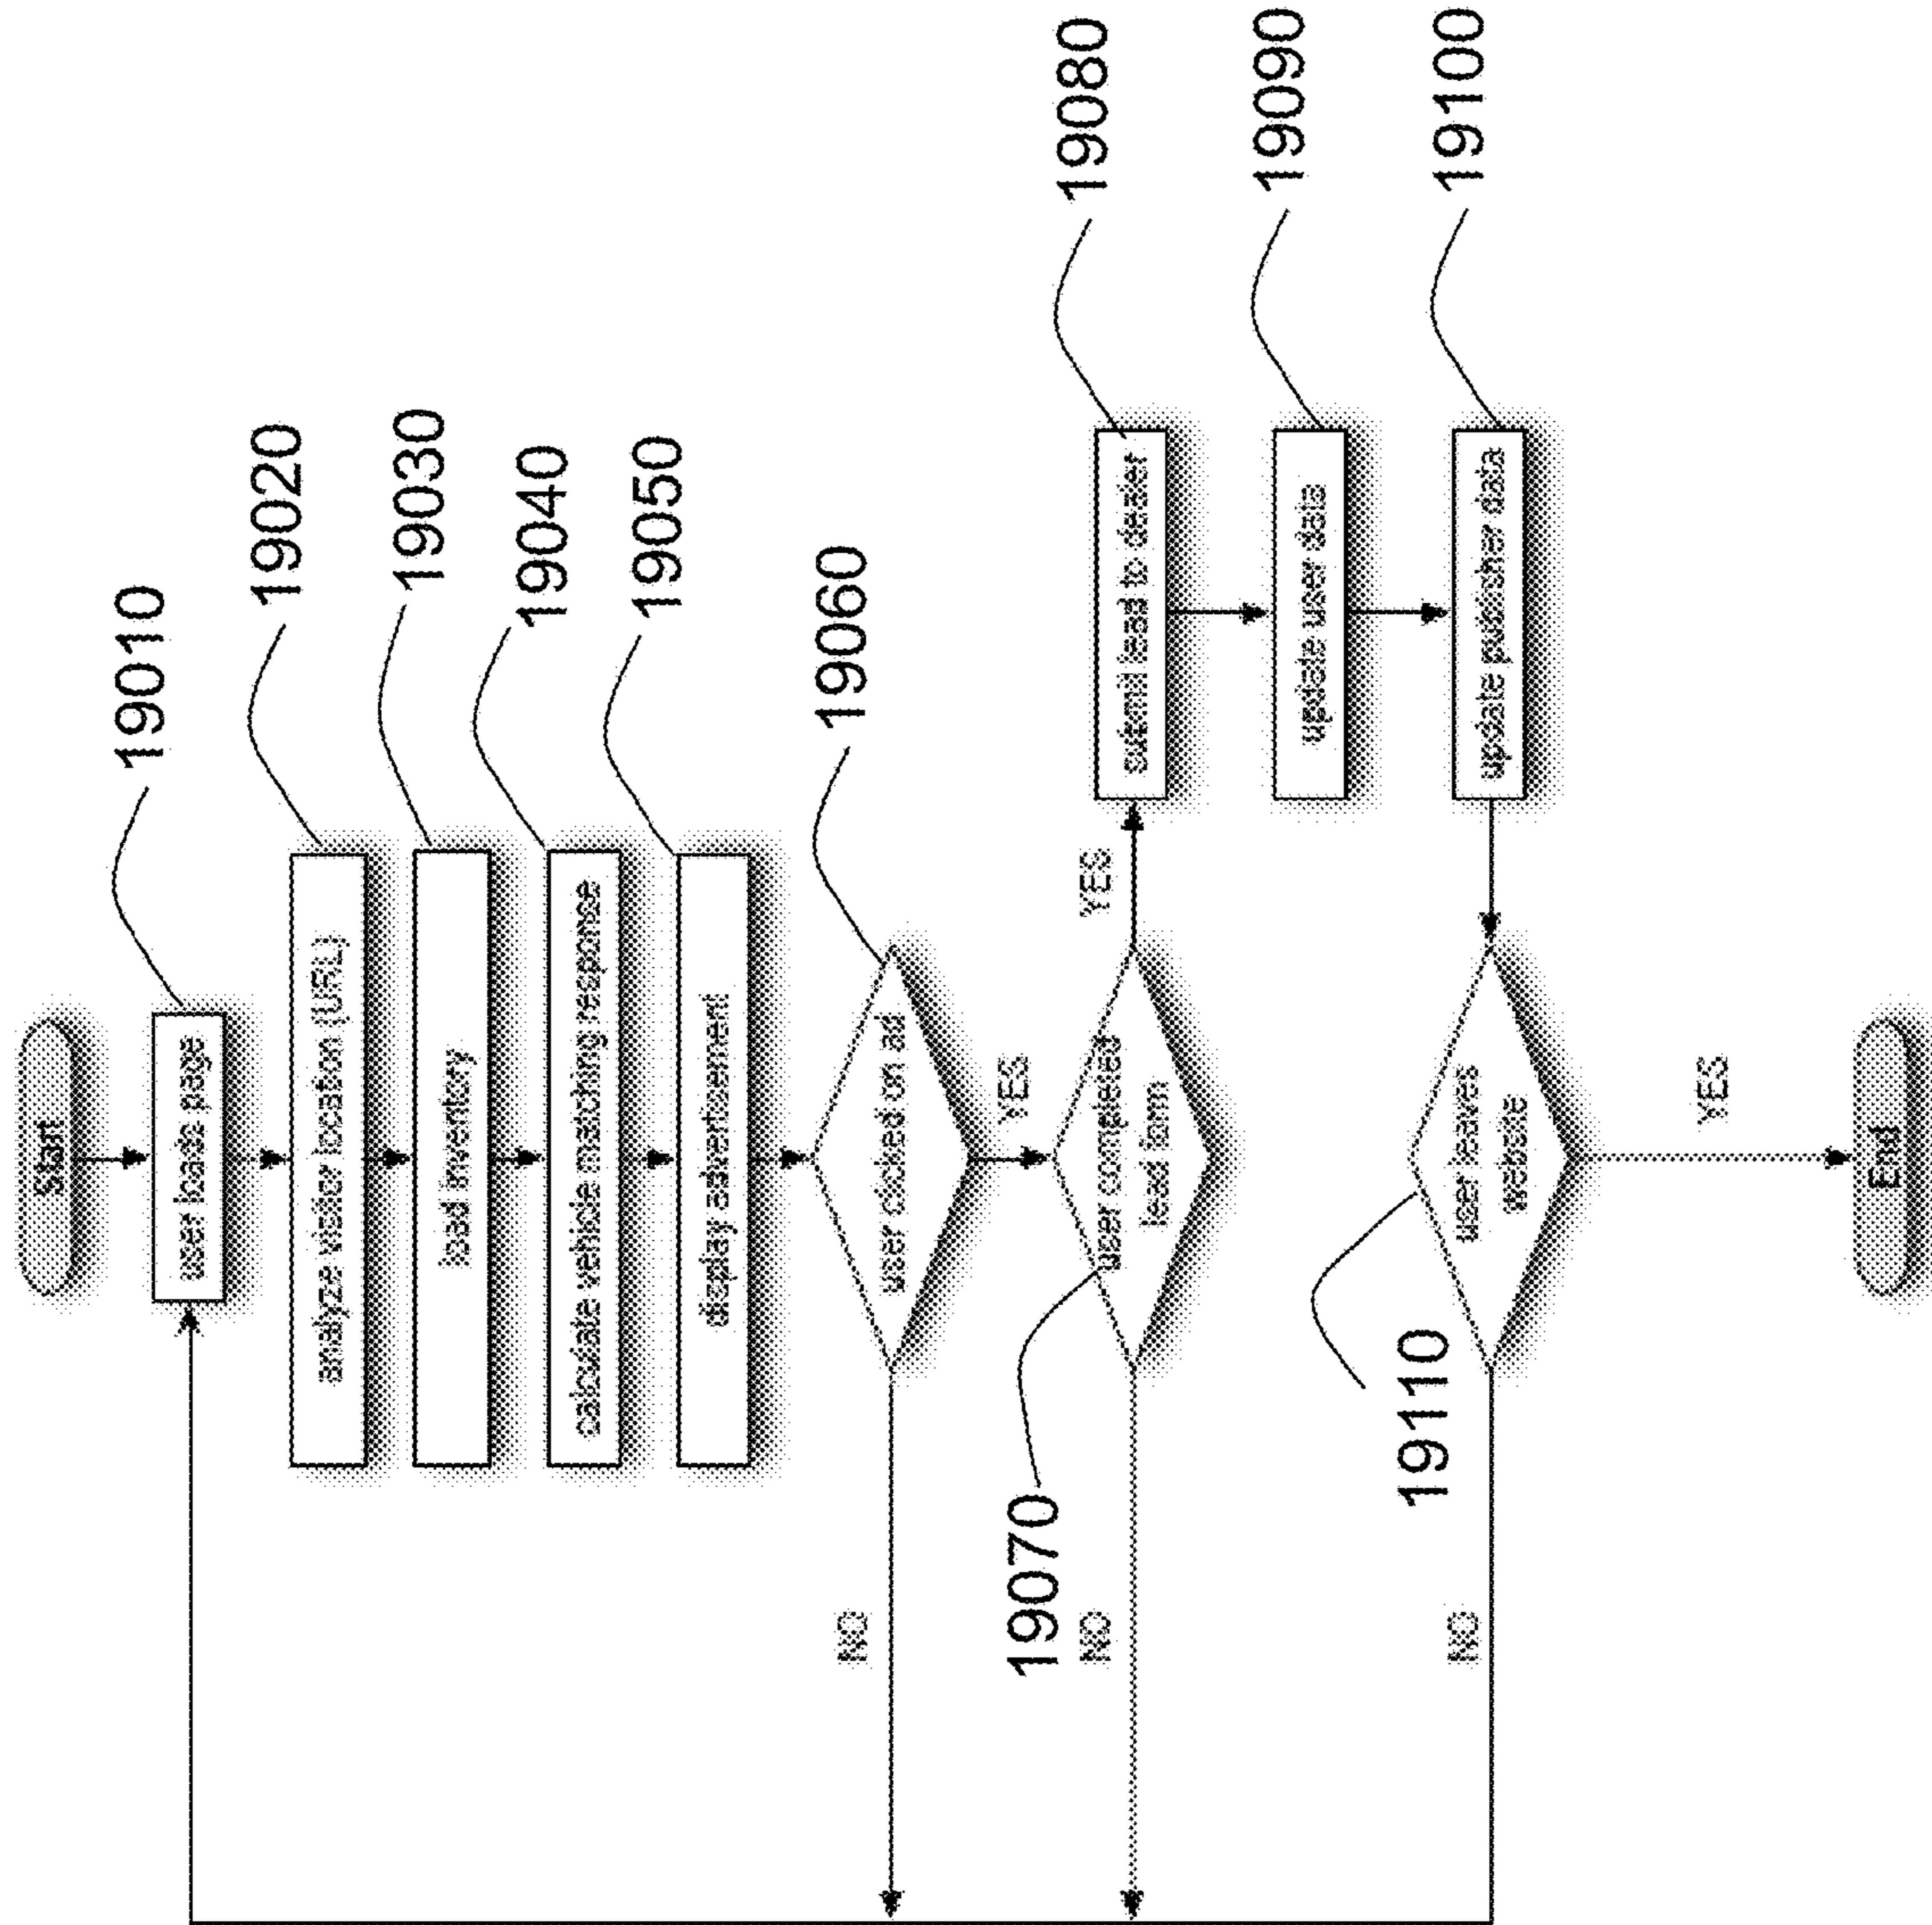 Start
user loads page
19010
analyze visitor location (URL)
19020
load inventory
19030
calculate vehicle matching response
19040
display advertisement
19050
user clicked on ad
19060
NO
YES
user completed
lead form
19070
NO
YES
submit lead to dealer
19080
update user data
19090
update publisher data
19100
user leaves
website
19110
NO
YES
End